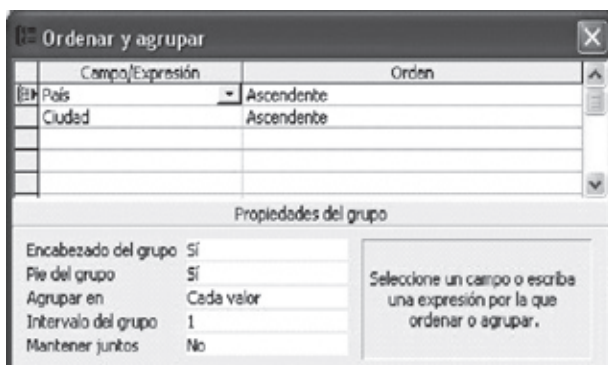 Ordenar y agrupar
Campo/Expresión Orden
País Ascendente
Ciudad Ascendente
Propiedades del grupo
Encabezado del grupo Sí
Pie del grupo Sí
Agrupar en Cada valor
Intervalo del grupo 1
Mantener juntos No
Seleccione un campo o escriba
una expresión por la que
ordenar o agrupar.